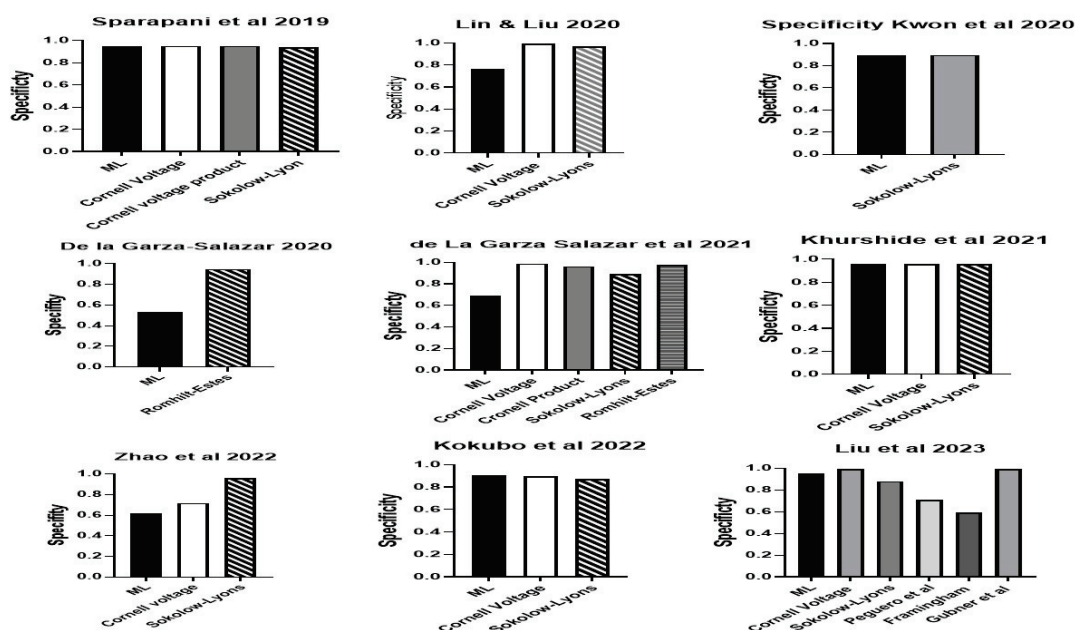 Sparapani et al 2019
Specificty
1.0
0.8
0.6
0.4
0.2
0.0
ML
Cornell Voltage
Cornell voltage product
Sokolow-Lyon
Lin & Liu 2020
Specificity
1.0
0.8
0.6
0.4
0.2
0.0
ML
Cornell Voltage
Sokolow-Lyons
Specificity Kwon et al 2020
Specificity
1.0
0.8
0.6
0.4
0.2
0.0
ML
Sokolow-Lyons
De la Garza-Salazar 2020
Specifity
1.0
0.8
0.6
0.4
0.2
0.0
ML
Romhilt-Estes
de La Garza Salazar et al 2021
Specificty
1.0
0.8
0.6
0.4
0.2
0.0
ML
Cornell Voltage
Cronell Product
Sokolow-Lyons
Romhilt-Estes
Khurshide et al 2021
Specificty
1.0
0.8
0.6
0.4
0.2
0.0
ML
Cornell Voltage
Sokolow-Lyons
Zhao et al 2022
Specifity
1.0
0.8
0.6
0.4
0.2
0.0
ML
Cornell voltage
Sokolow-Lyons
Kokubo et al 2022
Specificty
1.0
0.8
0.6
0.4
0.2
0.0
ML
Cornell Voltage
Sokolow-Lyons
Liu et al 2023
Specificty
1.0
0.8
0.6
0.4
0.2
0.0
ML
Cornell Voltage
Sokolow-Lyons
Peguero et al
Framingham
Gubner et al